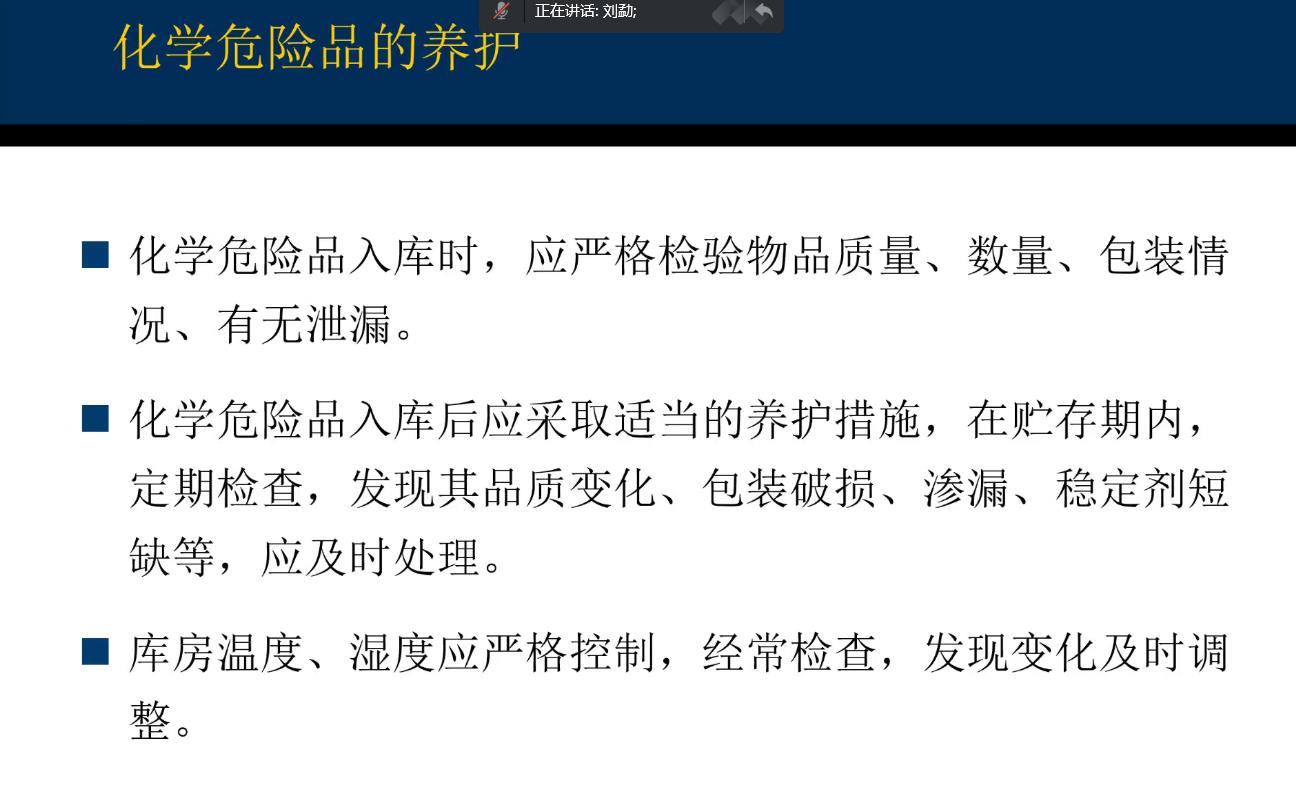 正在讲话: 刘勐;
化学危险品的养护
化学危险品入库时，应严格检验物品质量、数量、包装情
况、有无泄漏。
化学危险品入库后应采取适当的养护措施，在贮存期内，
定期检查，发现其品质变化、包装破损、渗漏、稳定剂短
缺等，应及时处理。
库房温度、湿度应严格控制，经常检查，发现变化及时调
整。